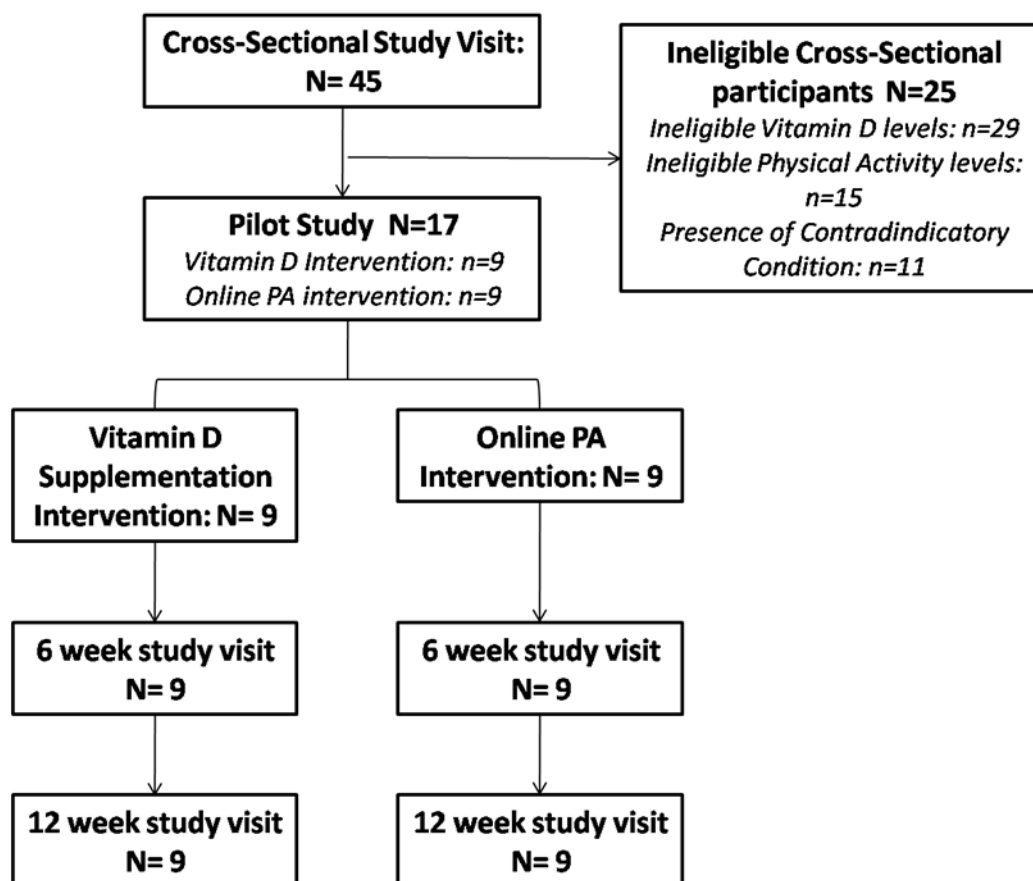 Cross-Sectional Study Visit:
N= 45
Ineligible Cross-Sectional
participants N=25
Ineligible Vitamin D levels: n=29
Ineligible Physical Activity levels:
n=15
Presence of Contradindicatory
Condition: n=11
Pilot Study N=17
Vitamin D Intervention: n=9
Online PA intervention: n=9
Vitamin D
Supplementation
Intervention: N= 9
Online PA
Intervention: N= 9
6 week study visit
N= 9
6 week study visit
N= 9
12 week study visit
N= 9
12 week study visit
N= 9